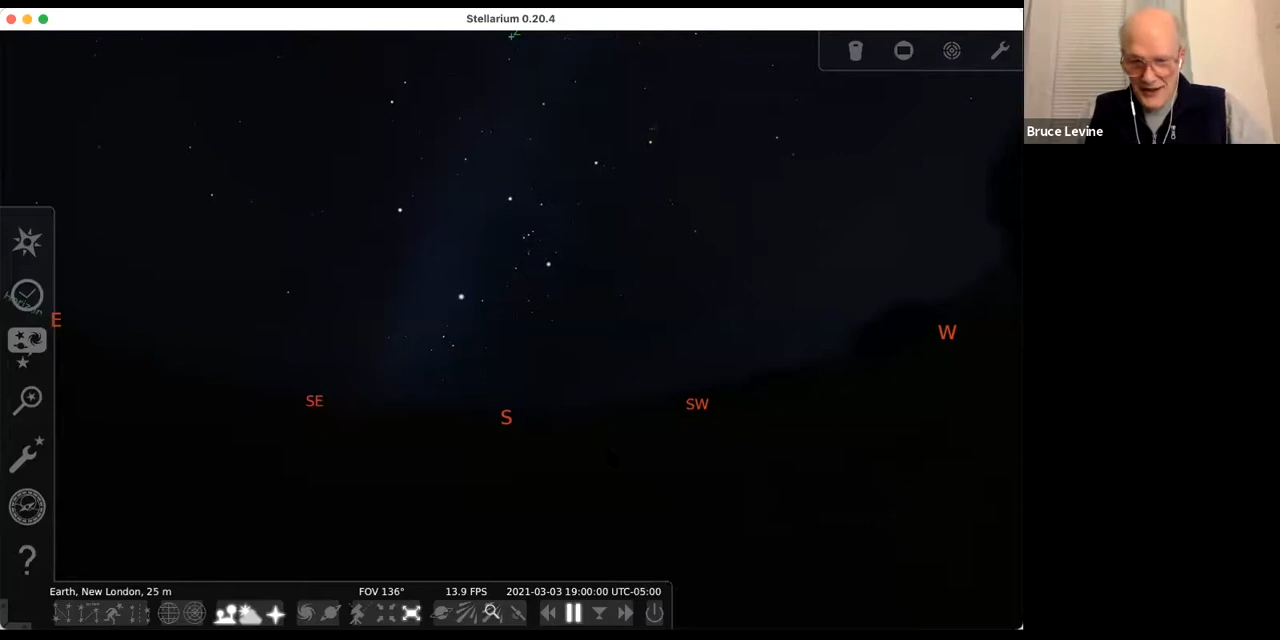 Stellarium 0.20.4
Bruce Levine
Z
Horizon
E
W
SE
S
SW
?
Earth, New London, 25 m FOV 136° 13.9 FPS 2021-03-03 19:00:00 UTC-05:00